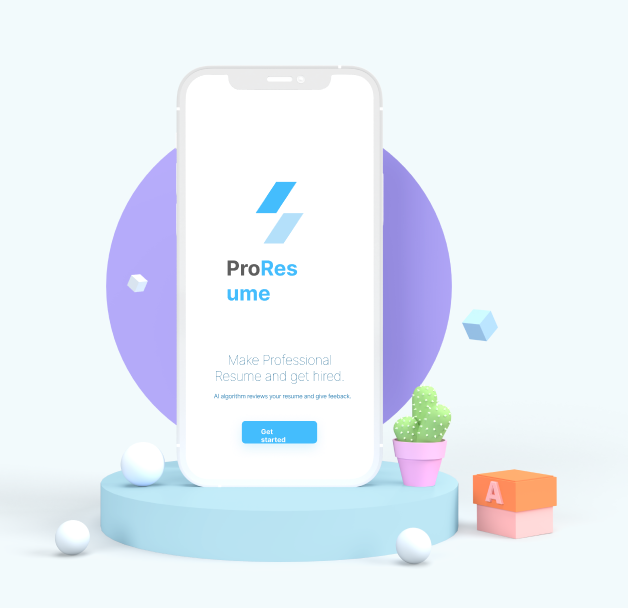 ProRes
ume
Make Professional
Resume and get hired.
AI algorithm reviews your resume and give feeback.
Get
started
A